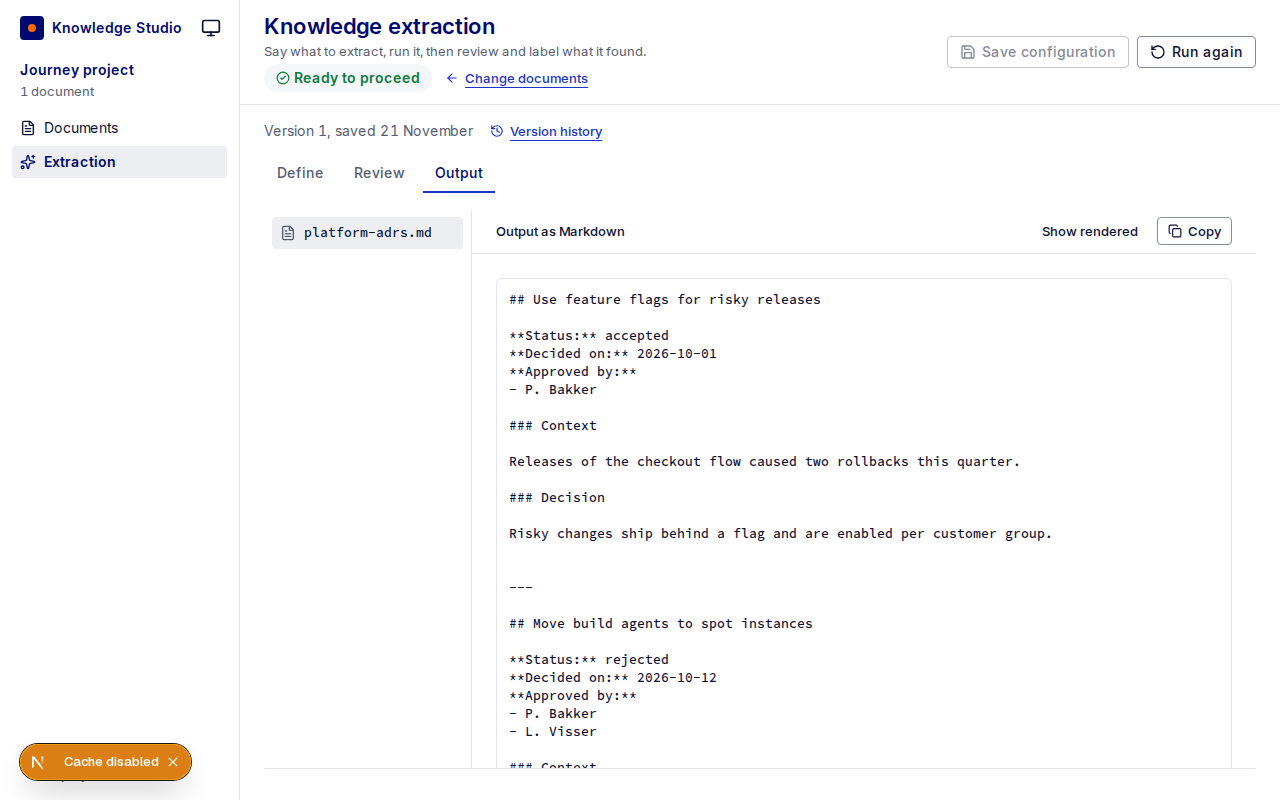 Knowledge Studio
Journey project
1 document
Documents
Extraction
Cache disabled
Knowledge extraction
Say what to extract, run it, then review and label what it found.
Ready to proceed
Change documents
Save configuration
Run again
Version 1, saved 21 November
Version history
Define
Review
Output
platform-adrs.md
Output as Markdown
Show rendered
Copy
## Use feature flags for risky releases
**Status:** accepted
**Decided on:** 2026-10-01
**Approved by:**
- P. Bakker
### Context
Releases of the checkout flow caused two rollbacks this quarter.
### Decision
Risky changes ship behind a flag and are enabled per customer group.
---
## Move build agents to spot instances
**Status:** rejected
**Decided on:** 2026-10-12
**Approved by:**
- P. Bakker
- L. Visser
### Context